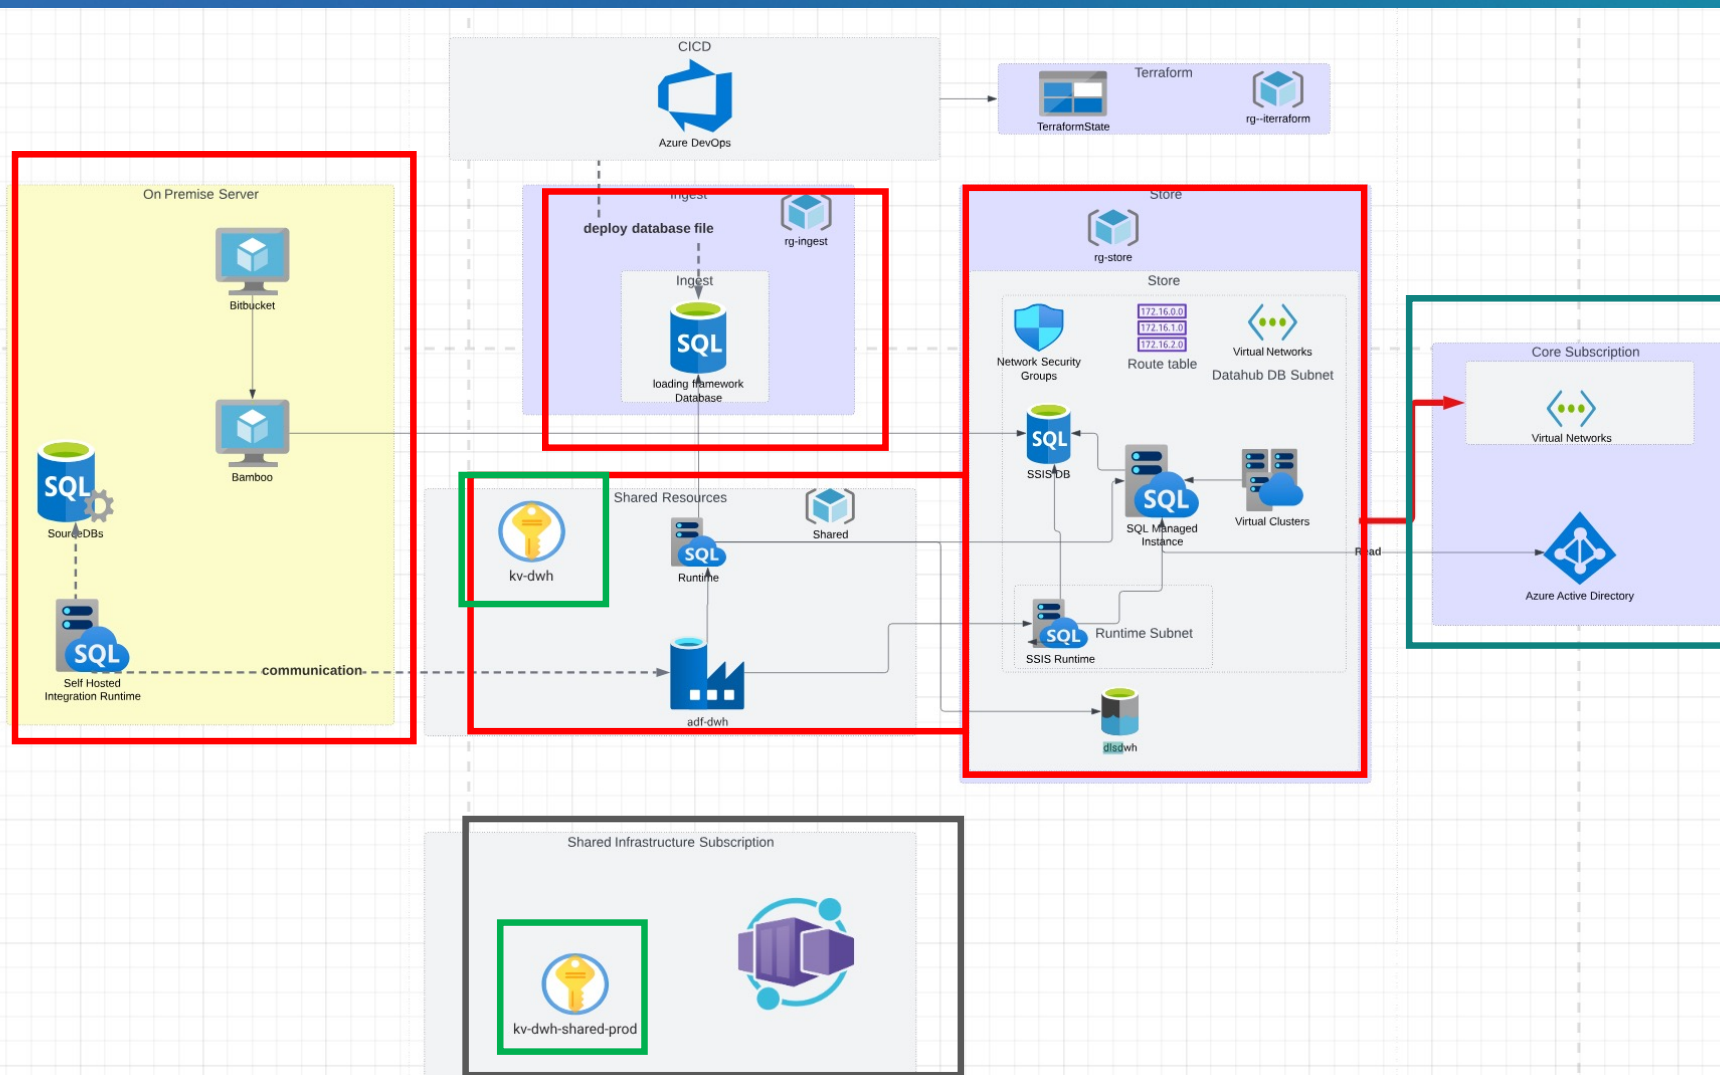 CICD
Azure DevOps
Terraform
TerraformState
rg--iterraform
On Premise Server
Bitbucket
Bamboo
SourceDBs
Self Hosted
Integration Runtime
communication
Ingest
deploy database file
rg-ingest
Ingest
SQL
loading framework
Database
Store
rg-store
Store
Network Security
Groups
172.16.0.0
172.16.1.0
172.16.2.0
Route table
Virtual Networks
Datahub DB Subnet
SQL
SSIS DB
SQL
SQL Managed
Instance
Virtual Clusters
SQL
SSIS Runtime
Runtime Subnet
dlsdwh
Read
Core Subscription
Virtual Networks
Azure Active Directory
SQL
SQL
Shared Resources
kv-dwh
Shared
SQL
Runtime
adf-dwh
Shared Infrastructure Subscription
kv-dwh-shared-prod